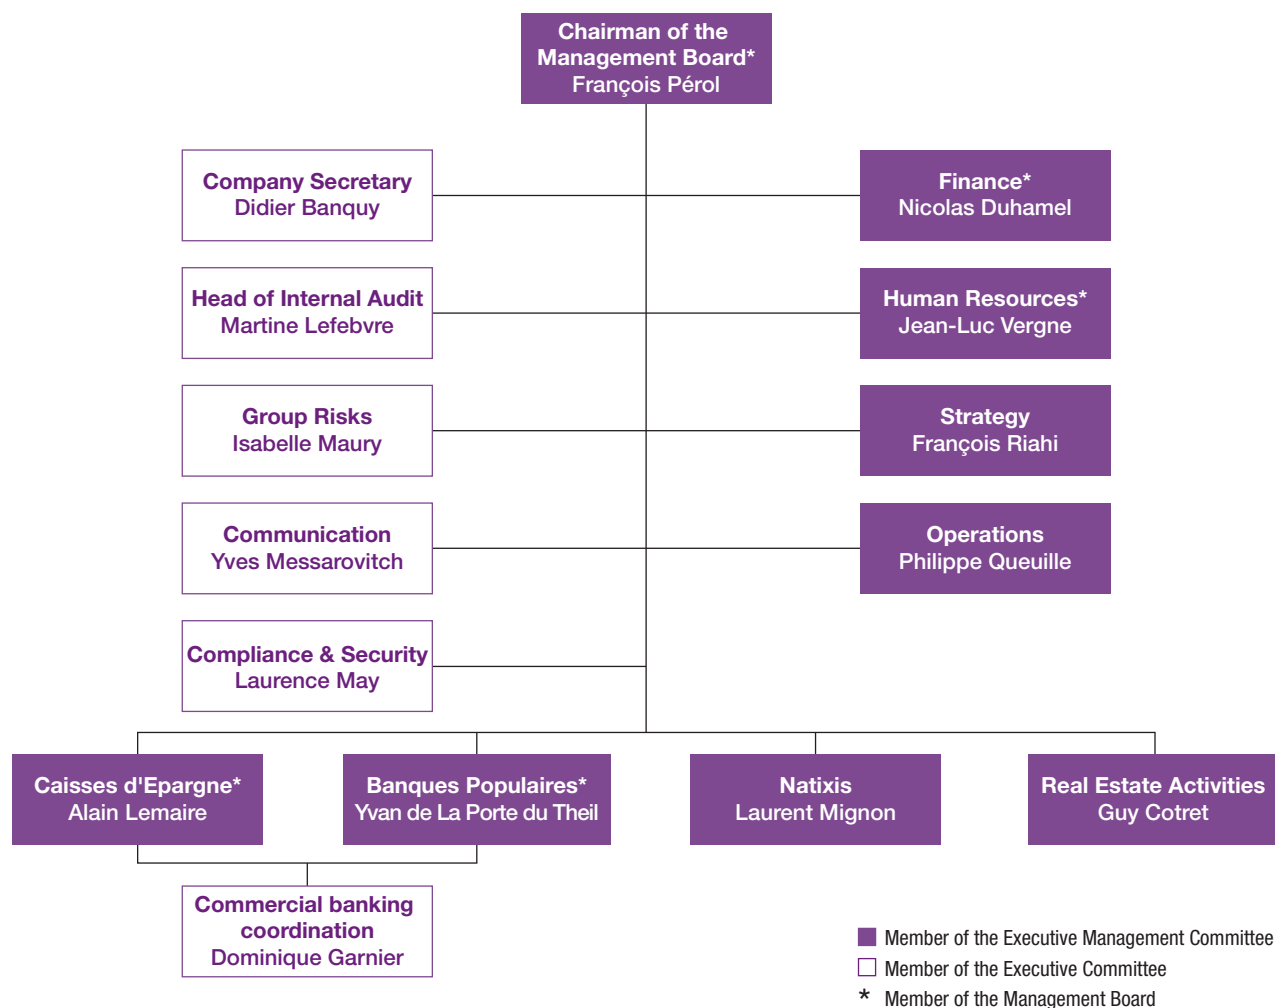 Chairman of the
Management Board*
François Pérol
Company Secretary
Didier Banquy
Finance*
Nicolas Duhamel
Head of Internal Audit
Martine Lefebvre
Human Resources*
Jean-Luc Vergne
Group Risks
Isabelle Maury
Strategy
François Riahi
Communication
Yves Messarovitch
Operations
Philippe Queuille
Compliance & Security
Laurence May
Caisses d'Epargne*
Alain Lemaire
Banques Populaires*
Yvan de La Porte du Theil
Natixis
Laurent Mignon
Real Estate Activities
Guy Cotret
Commercial banking
coordination
Dominique Garnier
Member of the Executive Management Committee
Member of the Executive Committee
* Member of the Management Board